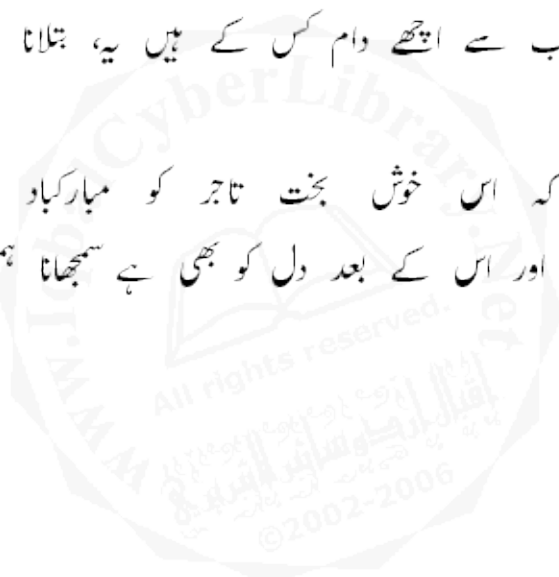 سے اچھے دام کس کے ہیں یہ، بتلانا
کہ اس خوش بخت تاجر کو مبارکباد
اور اس کے بعد دل کو بھی ہے سمجھانا
www.IqbalCyberLibrary.Net
All rights reserved.
©2002-2006